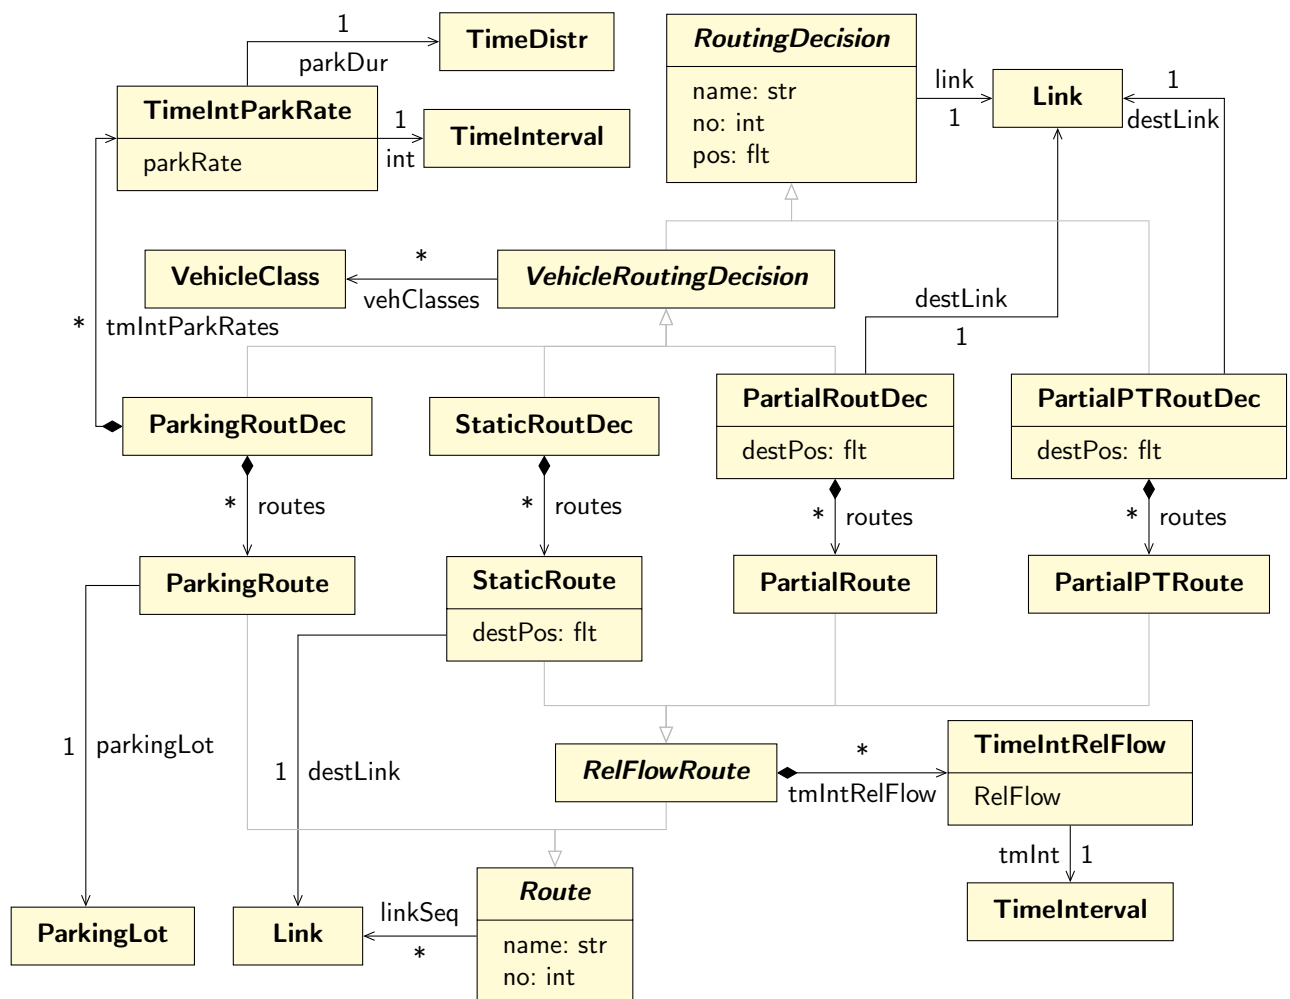 1
TimeDistr
parkDur
RoutingDecision
name: str
no: int
pos: flt
link
1
Link
1
destLink
TimeIntParkRate
parkRate
1
int
TimeInterval
VehicleClass
*
vehClasses
VehicleRoutingDecision
destLink
1
* tmIntParkRates
ParkingRoutDec
StaticRoutDec
PartialRoutDec
destPos: flt
PartialPTRoutDec
destPos: flt
* routes
* routes
* routes
* routes
ParkingRoute
StaticRoute
destPos: flt
PartialRoute
PartialPTRoute
1 parkingLot
1 destLink
RelFlowRoute
*
tmIntRelFlow
TimeIntRelFlow
RelFlow
tmInt 1
TimeInterval
ParkingLot
Link
linkSeq
*
Route
name: str
no: int